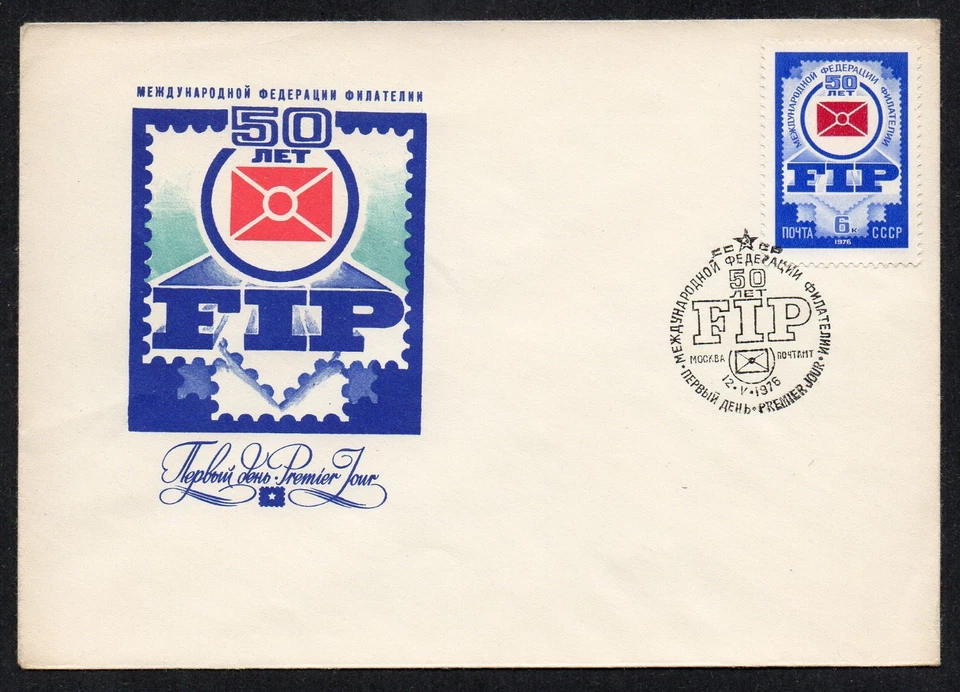 МЕЖДУНАРОДНОЙ ФЕДЕРАЦИИ ФИЛАТЕЛИИ
50
ЛЕТ
FIP
Первый день · Premier Jour
МЕЖДУНАРОДНОЙ ФЕДЕРАЦИИ ФИЛАТЕЛИИ
50
ЛЕТ
FIP
ПОЧТА 6к СССР
1976
СССР
МЕЖДУНАРОДНОЙ ФЕДЕРАЦИИ ФИЛАТЕЛИИ
50
ЛЕТ
FIP
МОСКВА ПОЧТАМТ
12·V·1976
·ПЕРВЫЙ ДЕНЬ·PREMIER JOUR·